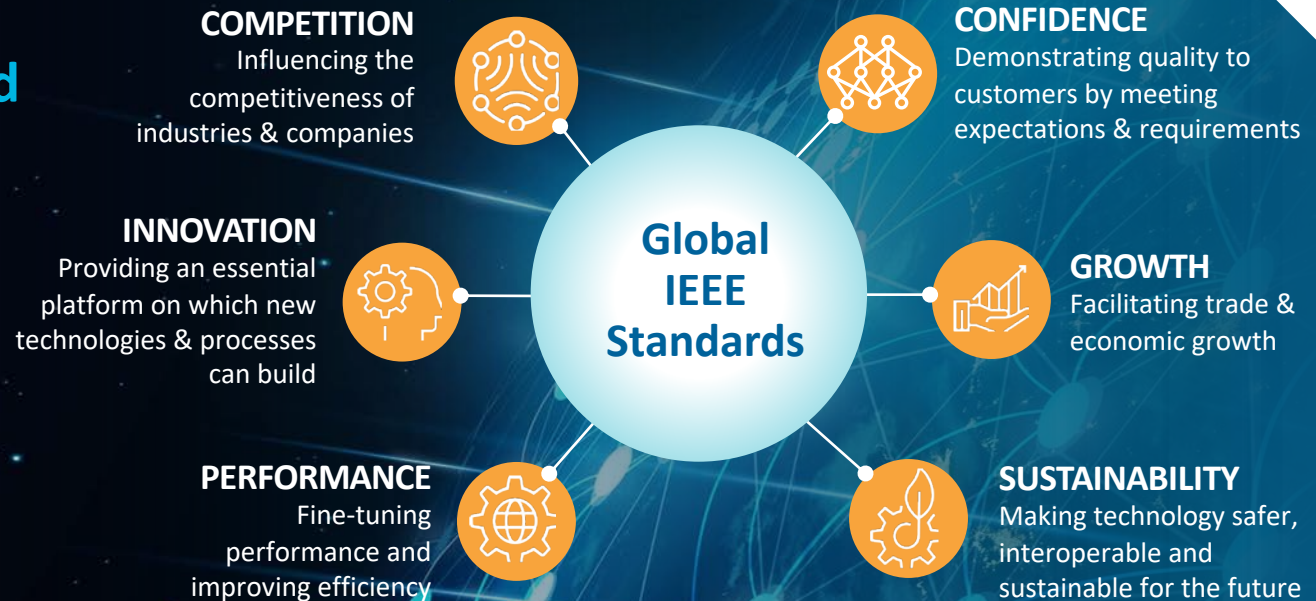 COMPETITION
Influencing the
competitiveness of
industries & companies
CONFIDENCE
Demonstrating quality to
customers by meeting
expectations & requirements
INNOVATION
Providing an essential
platform on which new
technologies & processes
can build
Global
IEEE
Standards
GROWTH
Facilitating trade &
economic growth
PERFORMANCE
Fine-tuning
performance and
improving efficiency
SUSTAINABILITY
Making technology safer,
interoperable and
sustainable for the future